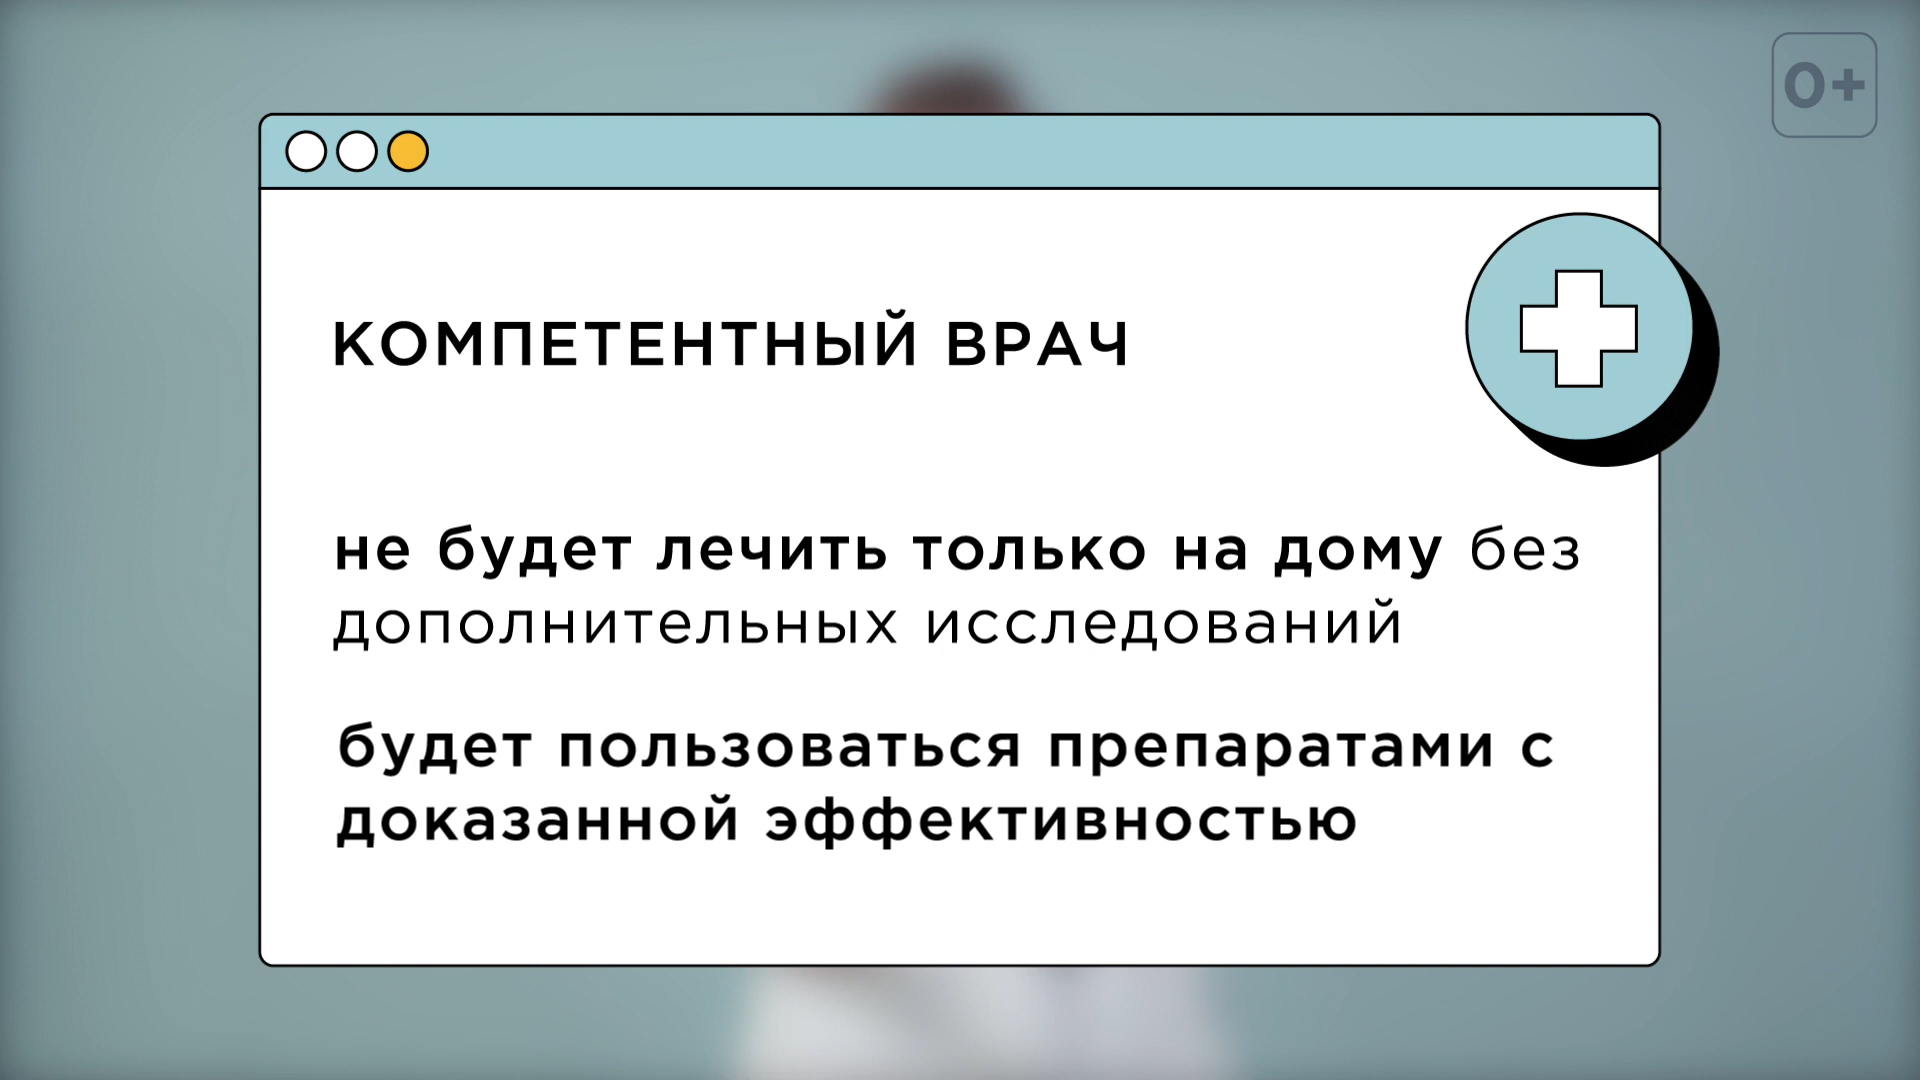 0+
КОМПЕТЕНТНЫЙ ВРАЧ
не будет лечить только на дому без
дополнительных исследований
будет пользоваться препаратами с
доказанной эффективностью